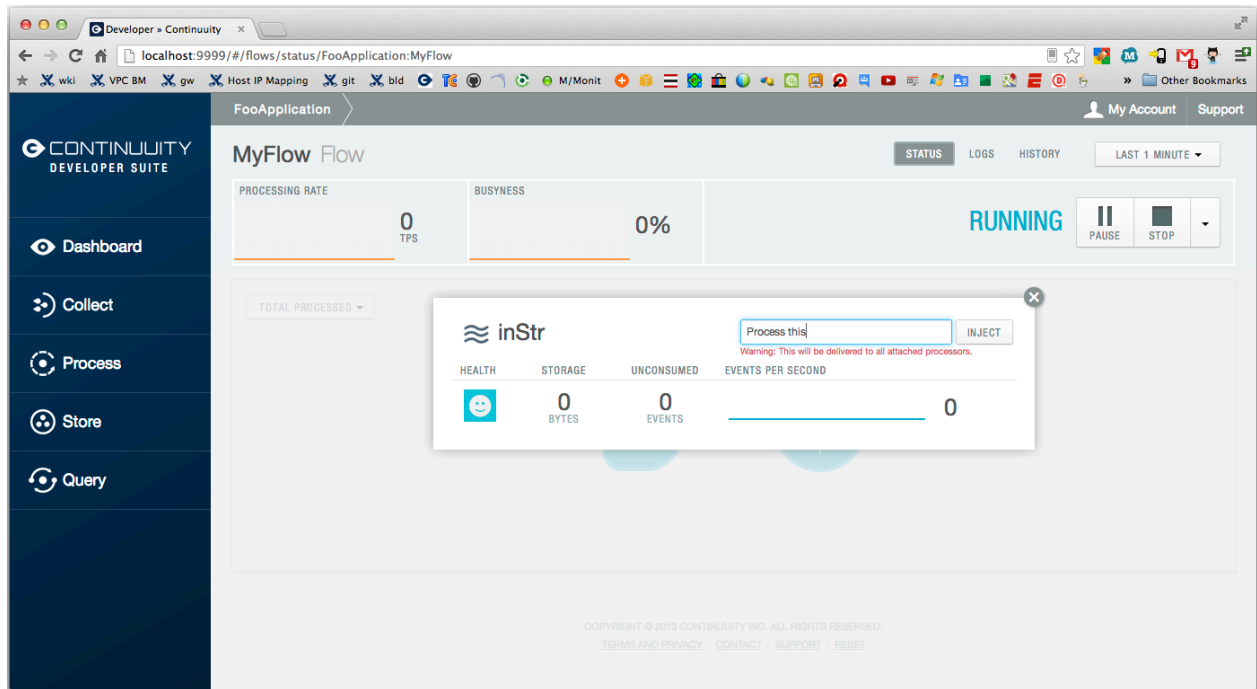 Developer » Continuity
localhost:9999/#/flows/status/FooApplication:MyFlow
wki VPC BM gw Host IP Mapping git bld M/Monit » Other Bookmarks
FooApplication My Account Support
CONTINUUITY
DEVELOPER SUITE
MyFlow Flow STATUS LOGS HISTORY LAST 1 MINUTE
PROCESSING RATE BUSYNESS
0
TPS
0%
RUNNING
PAUSE STOP
Dashboard
Collect
Process
Store
Query
TOTAL PROCESSED
inStr Process this INJECT
Warning: This will be delivered to all attached processors.
HEALTH STORAGE UNCONSUMED EVENTS PER SECOND
0 0 0
BYTES EVENTS
COPYRIGHT © 2013 CONTINUUITY INC. ALL RIGHTS RESERVED.
TERMS AND PRIVACY - CONTACT - SUPPORT - RESET